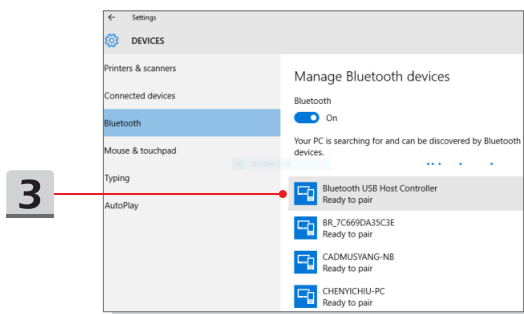 ← Settings
DEVICES
Printers & scanners
Connected devices
Bluetooth
Mouse & touchpad
Typing
AutoPlay
Manage Bluetooth devices
Bluetooth
On
Your PC is searching for and can be discovered by Bluetooth
devices.
3
Bluetooth USB Host Controller
Ready to pair
BR_7C669DA35C3E
Ready to pair
CADMUSYANG-NB
Ready to pair
CHENYICHIU-PC
Ready to pair